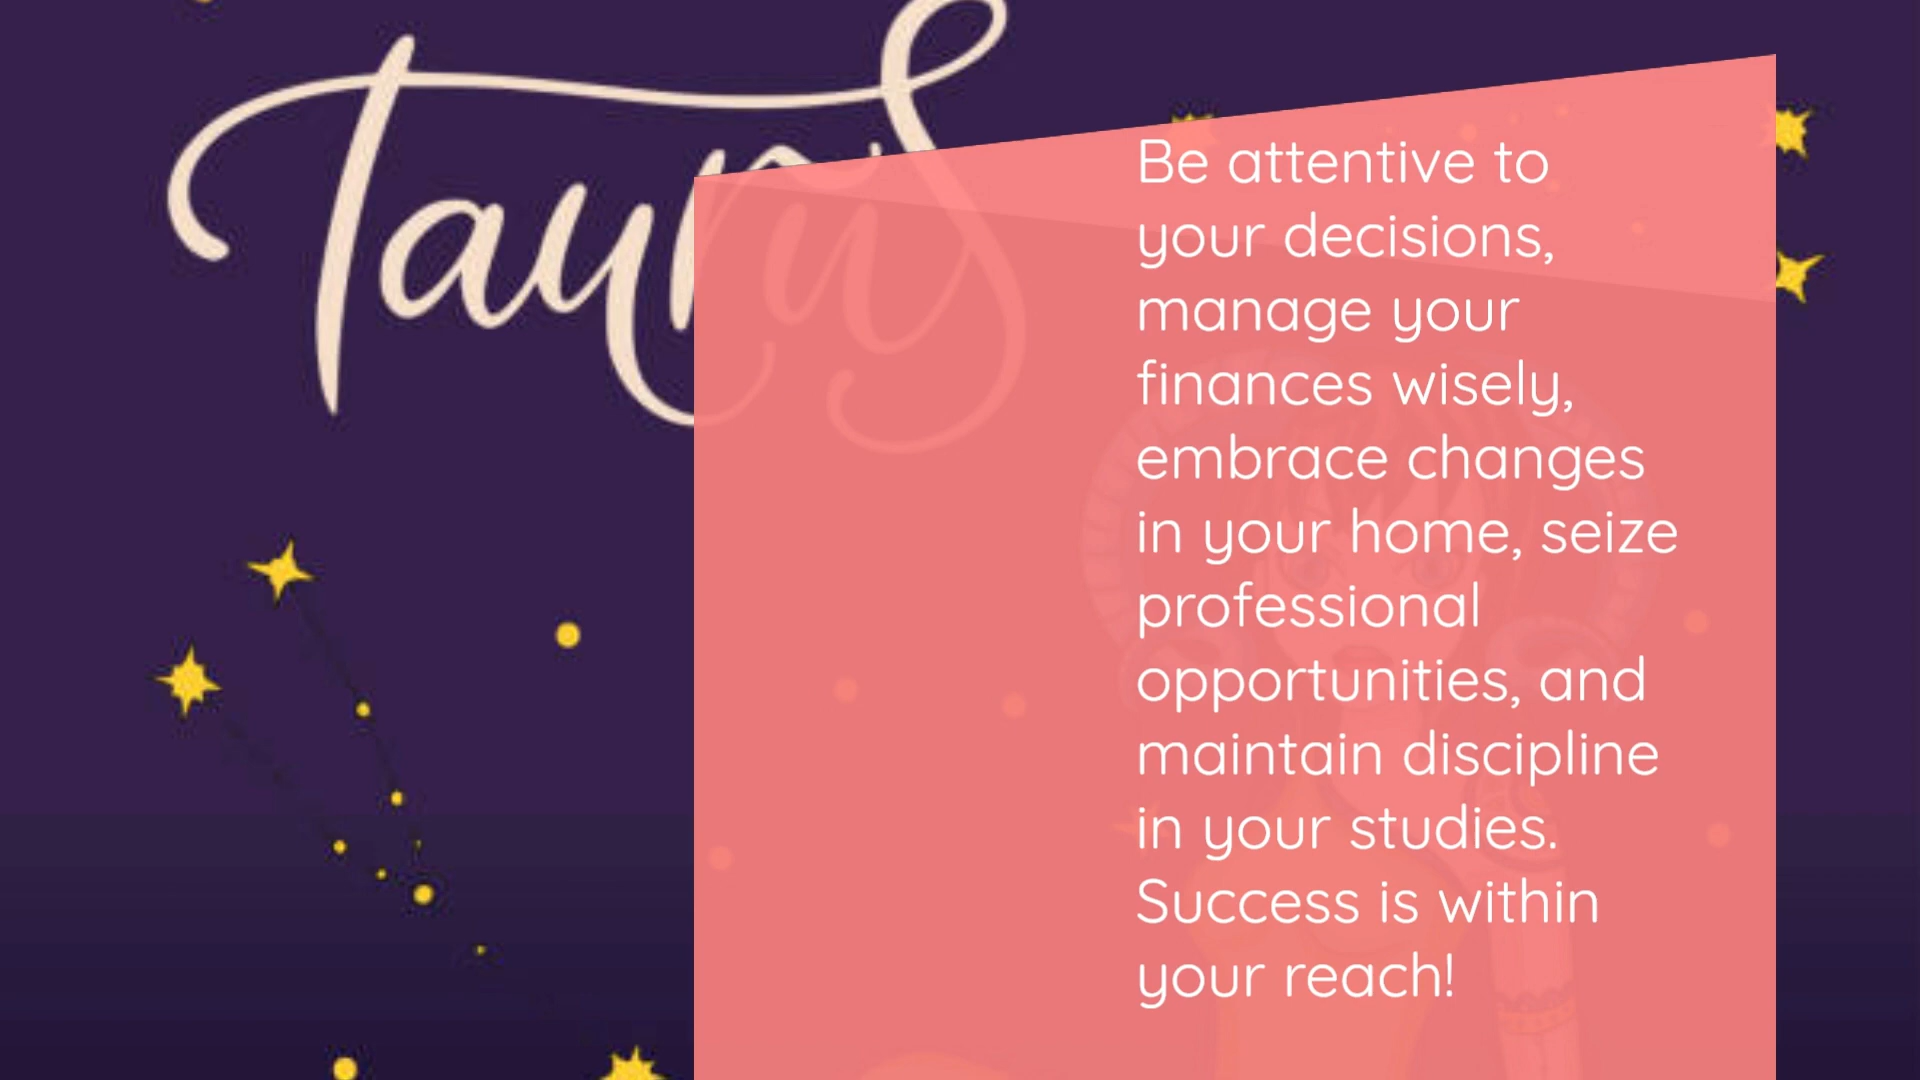 Taurus
Be attentive to
your decisions,
manage your
finances wisely,
embrace changes
in your home, seize
professional
opportunities, and
maintain discipline
in your studies.
Success is within
your reach!